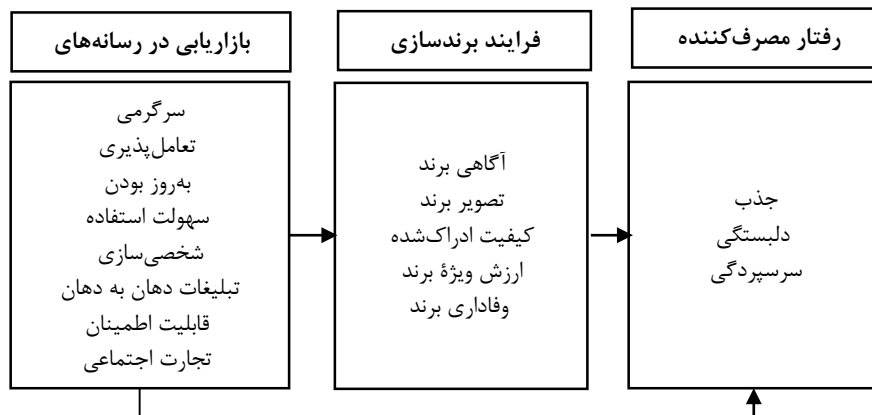 بازاریابی در رسانه‌های
سرگرمی
تعامل‌پذیری
به‌روز بودن
سهولت استفاده
شخصی‌سازی
تبلیغات دهان به دهان
قابلیت اطمینان
تجارت اجتماعی
فرایند برندسازی
آگاهی برند
تصویر برند
کیفیت ادراک‌شده
ارزش ویژهٔ برند
وفاداری برند
رفتار مصرف‌کننده
جذب
دلبستگی
سرسپردگی